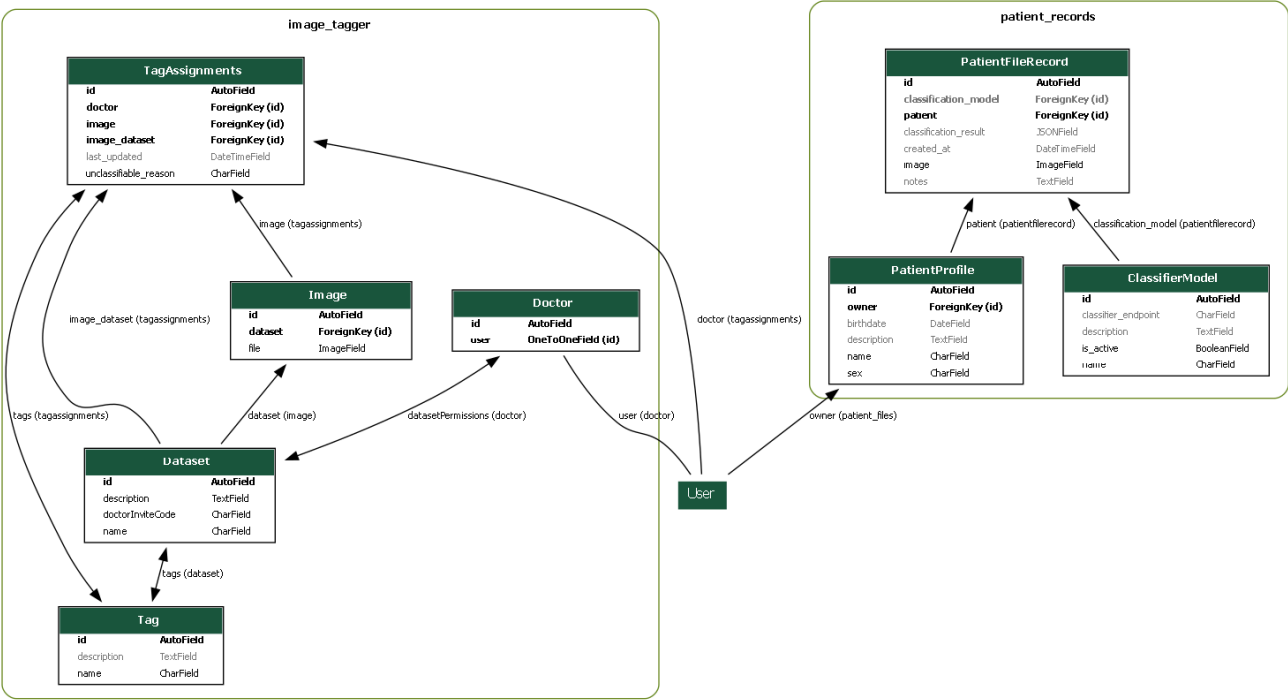 image_tagger
TagAssignments
id AutoField
doctor ForeignKey (id)
image ForeignKey (id)
image_dataset ForeignKey (id)
last_updated DateTimeField
unclassifiable_reason CharField
image (tagassignments)
image_dataset (tagassignments)
Image
id AutoField
dataset ForeignKey (id)
file ImageField
Doctor
id AutoField
user OneToOneField (id)
doctor (tagassignments)
tags (tagassignments)
dataset (image)
datasetPermissions (doctor)
user (doctor)
Dataset
id AutoField
description TextField
doctorInviteCode CharField
name CharField
tags (dataset)
Tag
id AutoField
description TextField
name CharField
User
patient_records
PatientFileRecord
id AutoField
classification_model ForeignKey (id)
patient ForeignKey (id)
classification_result JSONField
created_at DateTimeField
image ImageField
notes TextField
patient (patientfilerecord)
classification_model (patientfilerecord)
PatientProfile
id AutoField
owner ForeignKey (id)
birthdate DateField
description TextField
name CharField
sex CharField
ClassifierModel
id AutoField
classifier_endpoint CharField
description TextField
is_active BooleanField
name CharField
owner (patient_files)